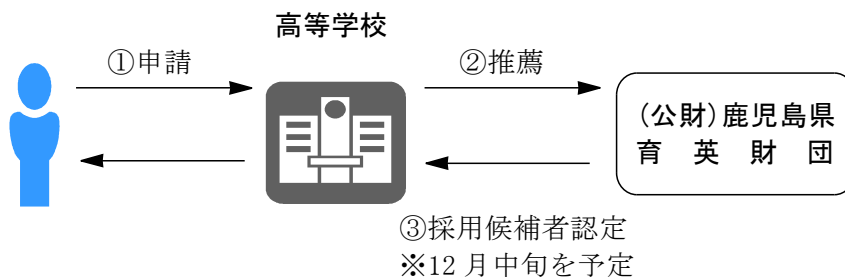 高等学校
①申請
②推薦
(公財)鹿児島県
育英財団
③採用候補者認定
※12月中旬を予定